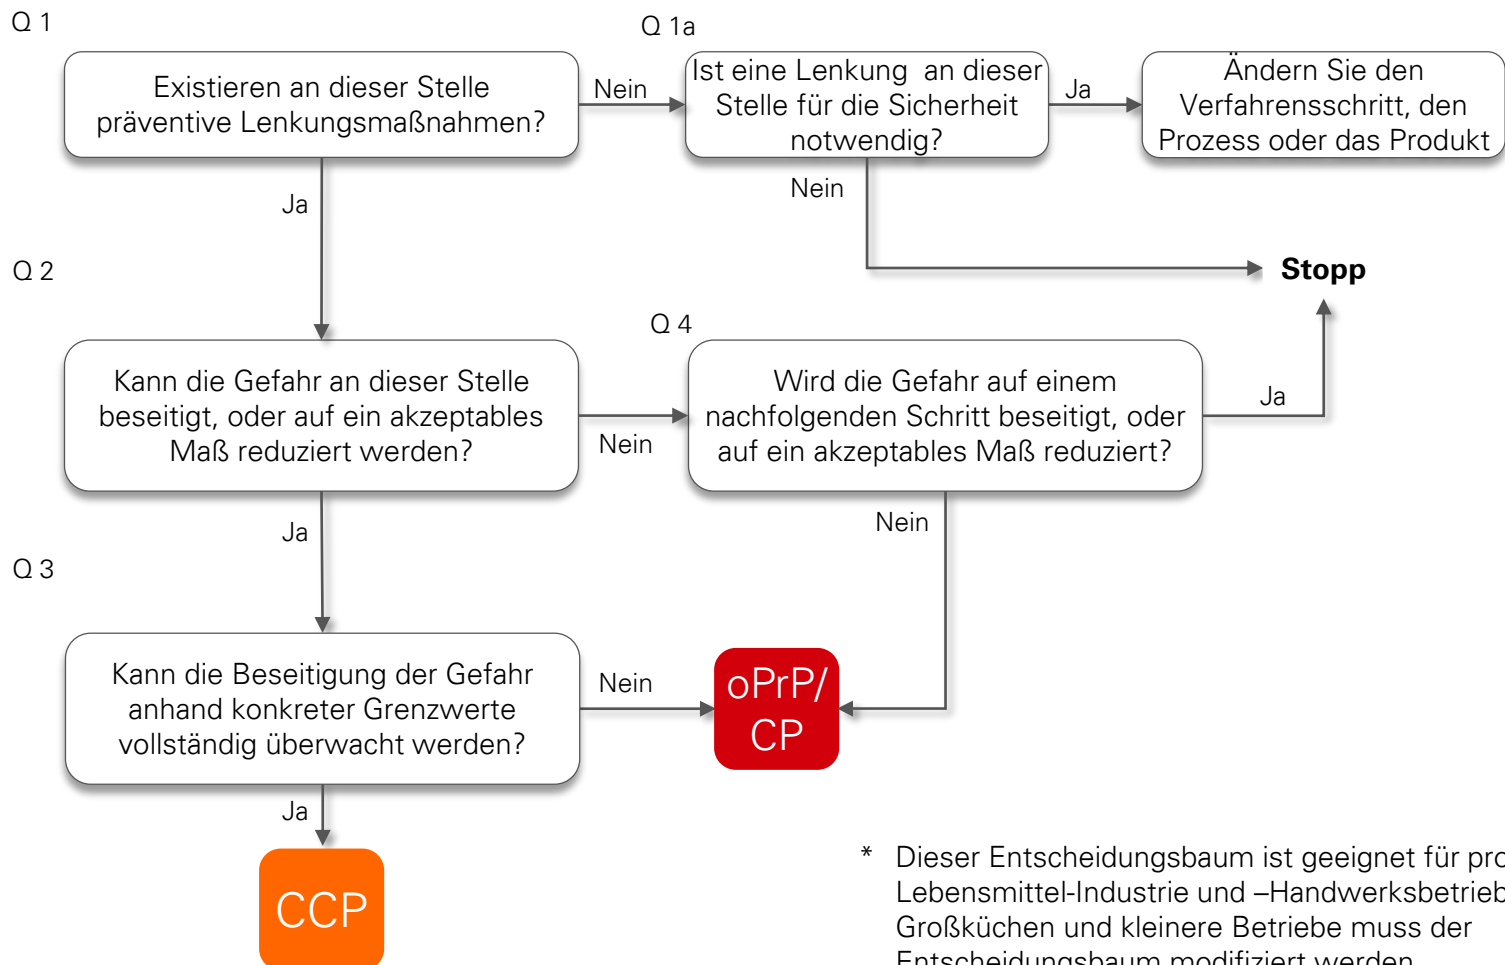 Q 1
Q 1a
Existieren an dieser Stelle
präventive Lenkungsmaßnahmen?
Nein
Ist eine Lenkung an dieser
Stelle für die Sicherheit
notwendig?
Ja
Ändern Sie den
Verfahrensschritt, den
Prozess oder das Produkt
Ja
Nein
Stopp
Q 2
Q 4
Kann die Gefahr an dieser Stelle
beseitigt, oder auf ein akzeptables
Maß reduziert werden?
Nein
Wird die Gefahr auf einem
nachfolgenden Schritt beseitigt, oder
auf ein akzeptables Maß reduziert?
Ja
Ja
Nein
Q 3
Kann die Beseitigung der Gefahr
anhand konkreter Grenzwerte
vollständig überwacht werden?
Nein
oPrP/
CP
Ja
CCP
* Dieser Entscheidungsbaum ist geeignet für
Lebensmittel-Industrie und –Handwerksbetrieb
Großküchen und kleinere Betriebe muss der
Entscheidungsbaum modifiziert werden